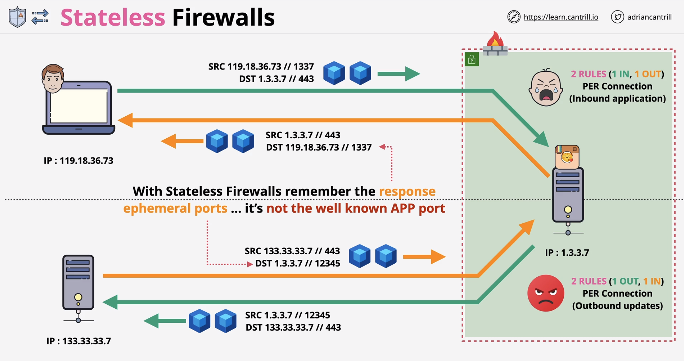 Stateless Firewalls
https://learn.cantrill.io
adriancantrill
SRC 119.18.36.73 // 1337
DST 1.3.3.7 // 443
2 RULES (1 IN, 1 OUT)
PER Connection
(Inbound application)
SRC 1.3.3.7 // 443
DST 119.18.36.73 // 1337
IP : 119.18.36.73
With Stateless Firewalls remember the response
ephemeral ports ... it's not the well known APP port
SRC 133.33.33.7 // 443
DST 1.3.3.7 // 12345
IP : 1.3.3.7
2 RULES (1 OUT, 1 IN)
PER Connection
(Outbound updates)
SRC 1.3.3.7 // 12345
DST 133.33.33.7 // 443
IP : 133.33.33.7